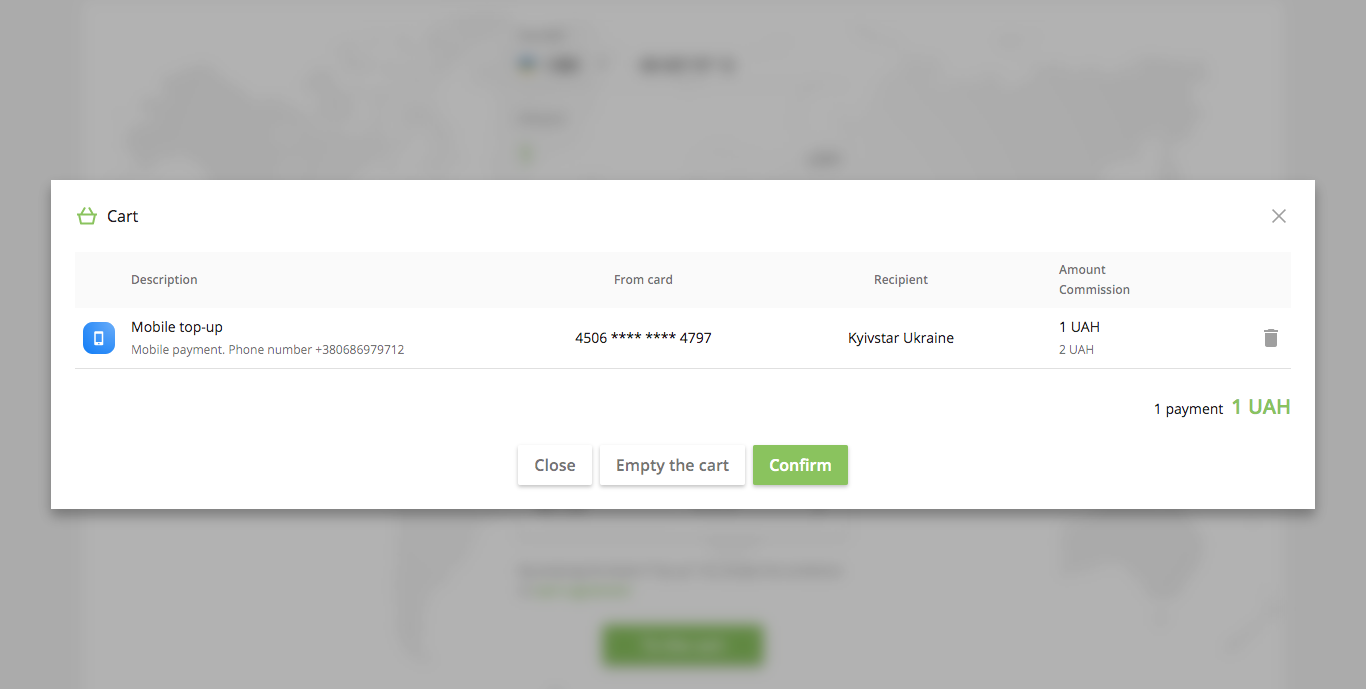 Cart
Description
From card
Recipient
Amount
Commission
Mobile top-up
Mobile payment. Phone number +380686979712
4506 **** **** 4797
Kyivstar Ukraine
1 UAH
2 UAH
1 payment 1 UAH
Close
Empty the cart
Confirm